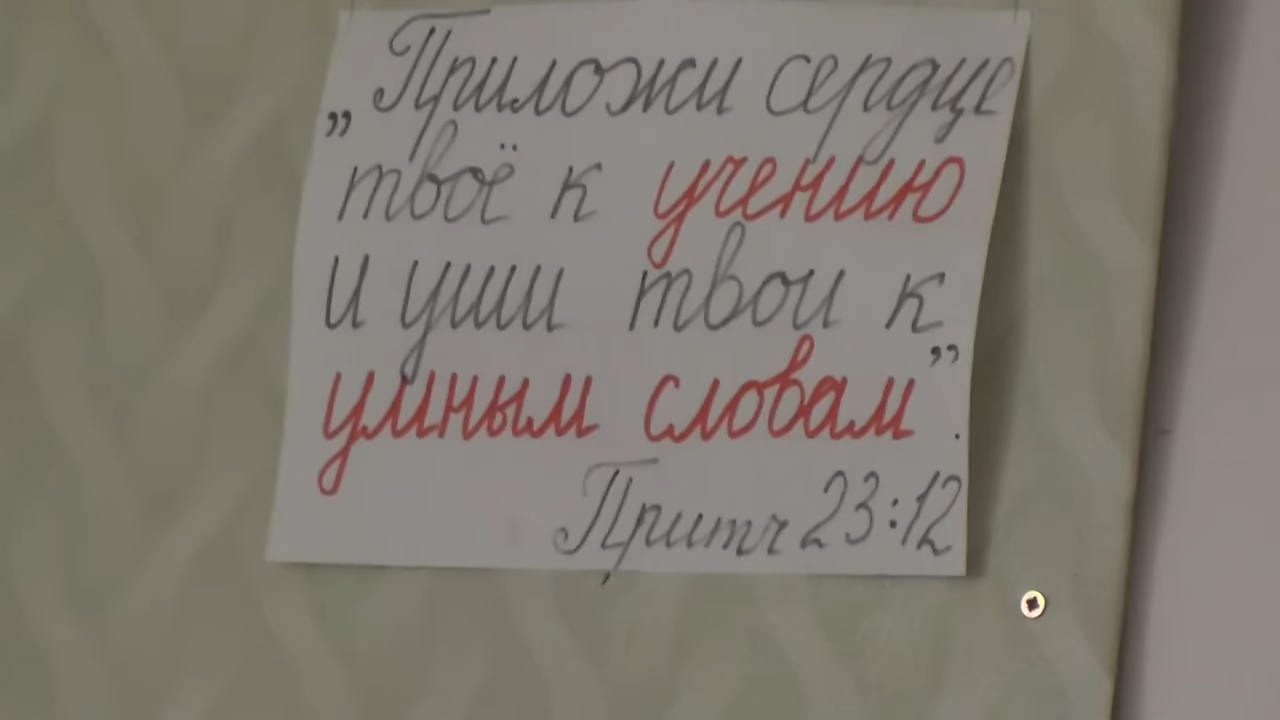 „Приложи сердце
твоё к учению
и уши твои к
умным словам”.
Притч 23:12